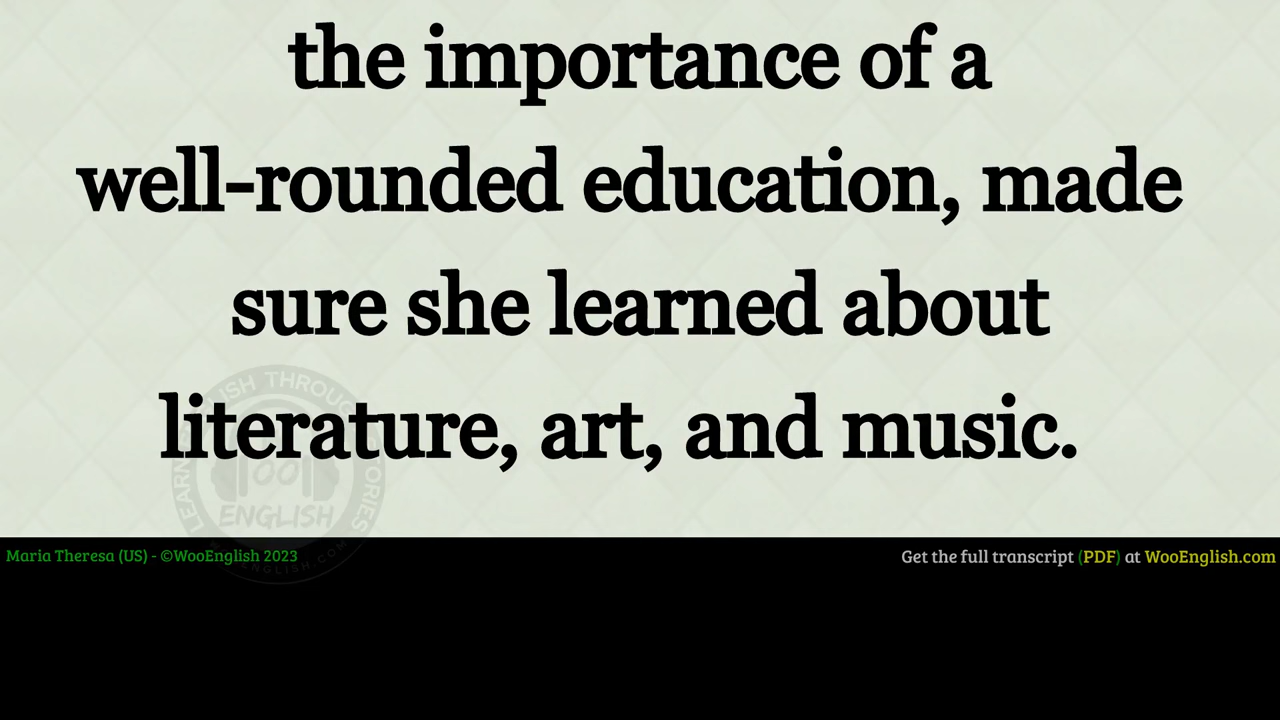 the importance of a
well-rounded education, made
sure she learned about
literature, art, and music.
ENGLISH
Maria Theresa (US) - ©WooEnglish 2023
Get the full transcript (PDF) at WooEnglish.com